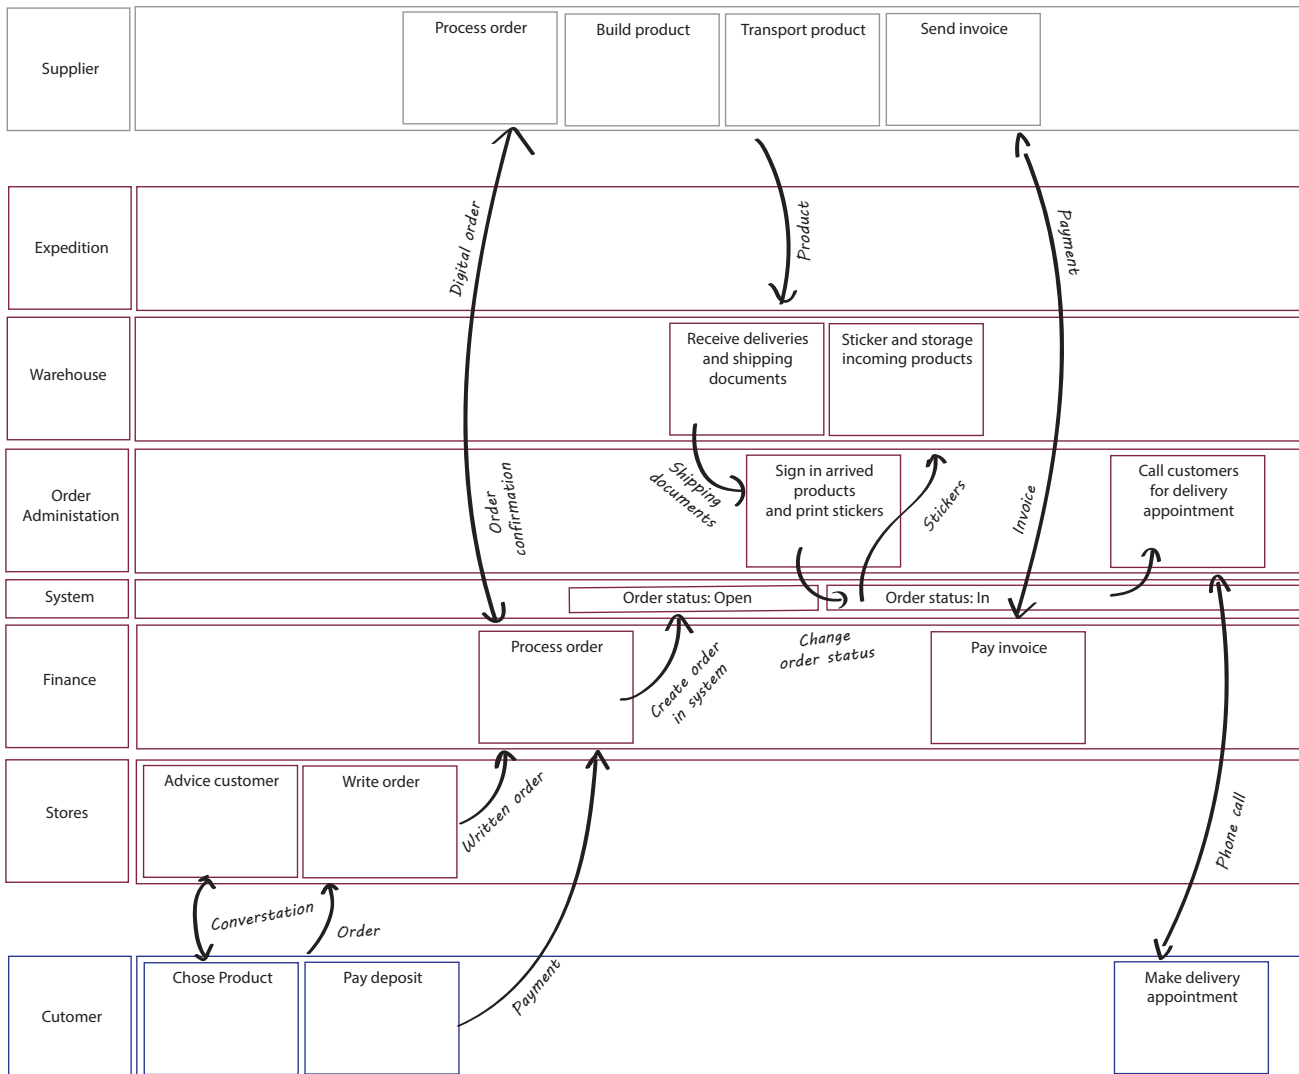 Supplier
Process order
Build product
Transport product
Send invoice
Digital order
Product
Payment
Expedition
Warehouse
Receive deliveries
and shipping
documents
Sticker and storage
incoming products
Order
Administation
Order
confirmation
Shipping
documents
Sign in arrived
products
and print stickers
Stickers
Invoice
Call customers
for delivery
appointment
System
Order status: Open
Order status: In
Finance
Process order
Create order
in system
Change
order status
Pay invoice
Stores
Advice customer
Write order
Written order
Phone call
Converstation
Order
Payment
Cutomer
Chose Product
Pay deposit
Make delivery
appointment